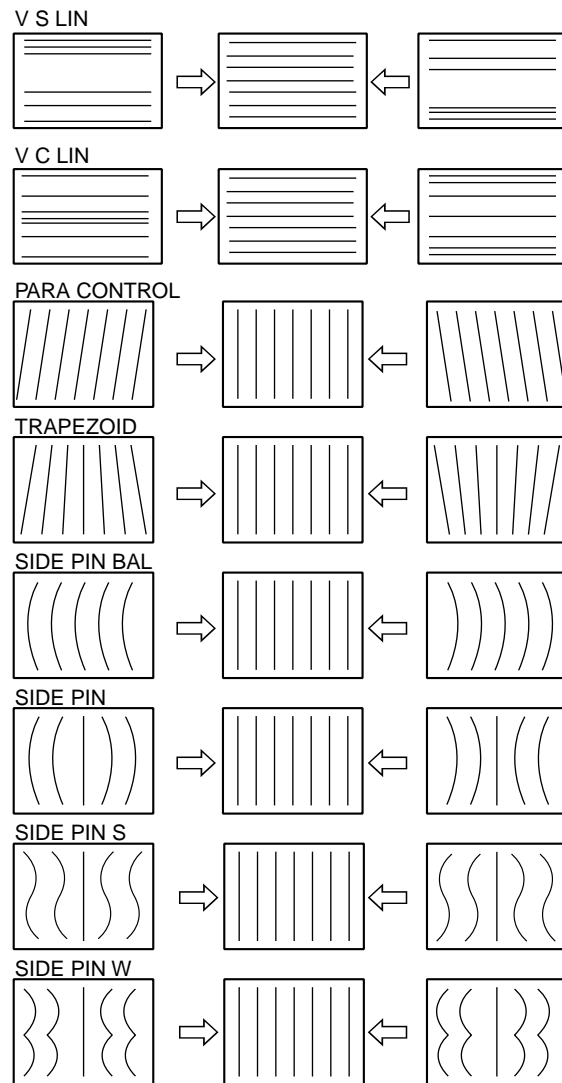 V S LIN
V C LIN
PARA CONTROL
TRAPEZOID
SIDE PIN BAL
SIDE PIN
SIDE PIN S
SIDE PIN W